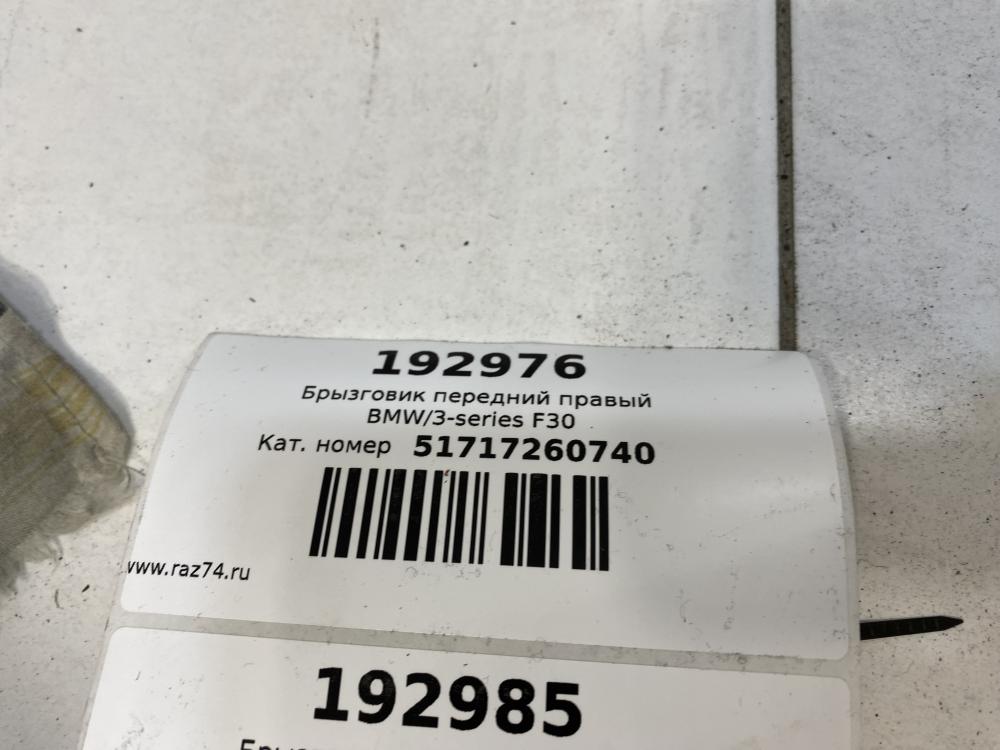 192976
Брызговик передний правый
BMW/3-series F30
Кат. номер 51717260740
www.raz74.ru
192985